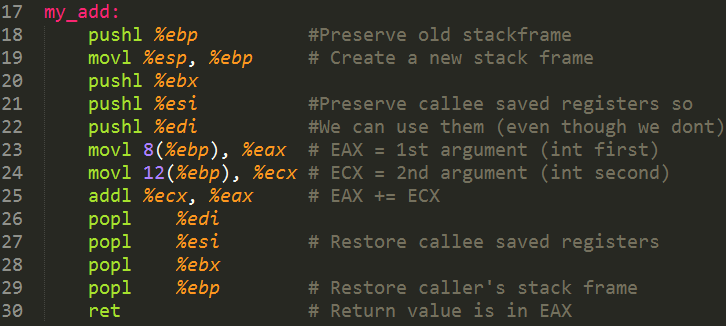 17 my_add:
18 pushl %ebp #Preserve old stackframe
19 movl %esp, %ebp # Create a new stack frame
20 pushl %ebx
21 pushl %esi #Preserve callee saved registers so
22 pushl %edi #We can use them (even though we dont)
23 movl 8(%ebp), %eax # EAX = 1st argument (int first)
24 movl 12(%ebp), %ecx # ECX = 2nd argument (int second)
25 addl %ecx, %eax # EAX += ECX
26 popl %edi
27 popl %esi # Restore callee saved registers
28 popl %ebx
29 popl %ebp # Restore caller's stack frame
30 ret # Return value is in EAX